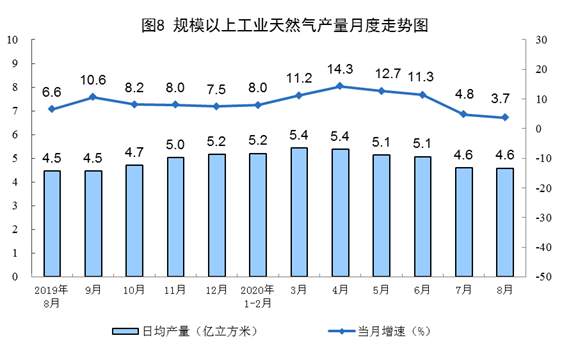 图8 规模以上工业天然气产量月度走势图
10 9 8 7 6 5 4 3 2 1 0
30 20 10 0 -10 -20 -30 -40 -50
6.6 10.6 8.2 8.0 7.5 8.0 11.2 14.3 12.7 11.3 4.8 3.7
4.5 4.5 4.7 5.0 5.2 5.2 5.4 5.4 5.1 5.1 4.6 4.6
2019年 9月 10月 11月 12月 2020年 3月 4月 5月 6月 7月 8月
8月 1-2月
日均产量（亿立方米） 当月增速（%）